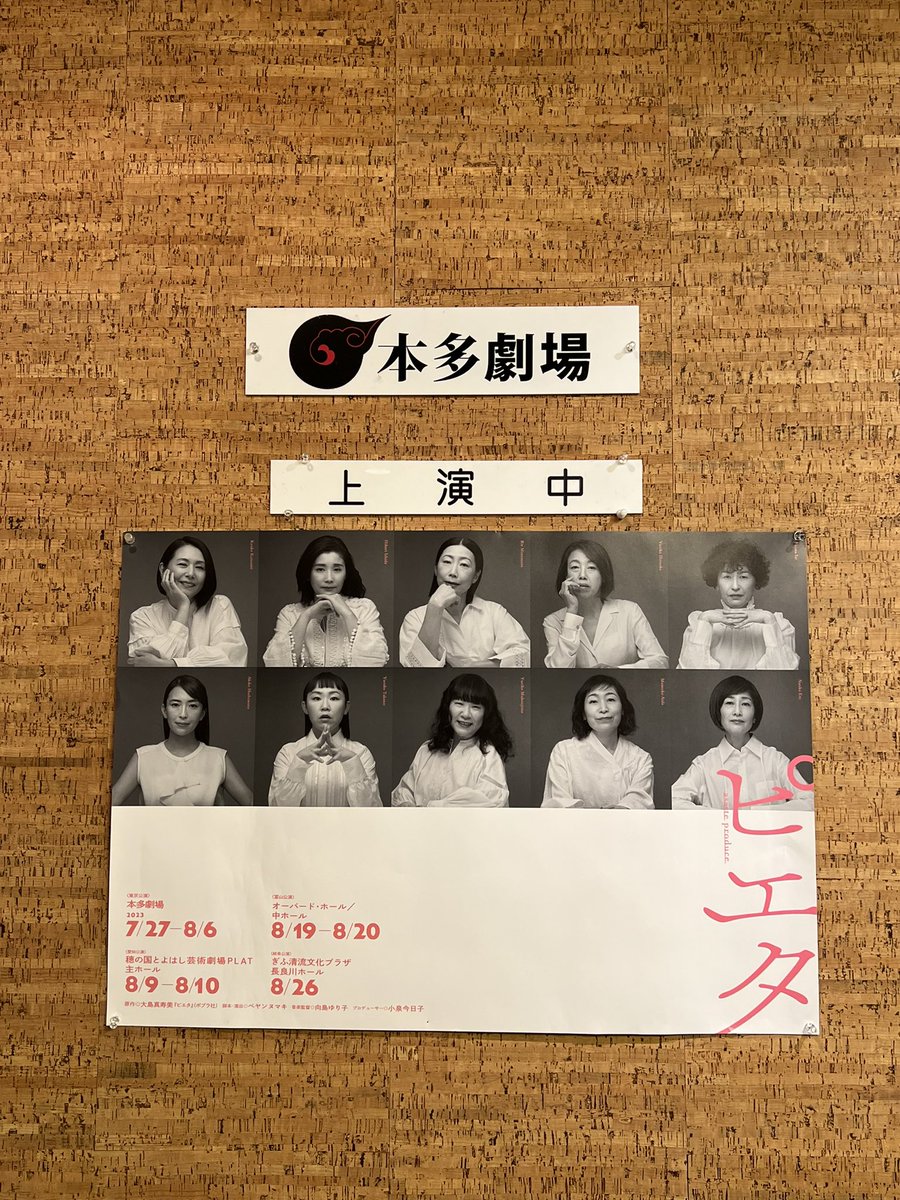 本多劇場
上演中
ピエタ
asatte produce.
〈東京公演〉
本多劇場
2023
7/27–8/6
〈富山公演〉
オーバード・ホール/
中ホール
8/19–8/20
〈愛知公演〉
穂の国とよはし芸術劇場PLAT
主ホール
8/9–8/10
〈岐阜公演〉
ぎふ清流文化プラザ
長良川ホール
8/26
原作◎大島真寿美『ピエタ』(ポプラ社) 脚本・演出◎ペヤンヌマキ 音楽監督◎向島ゆり子 プロデューサー◎小泉今日子